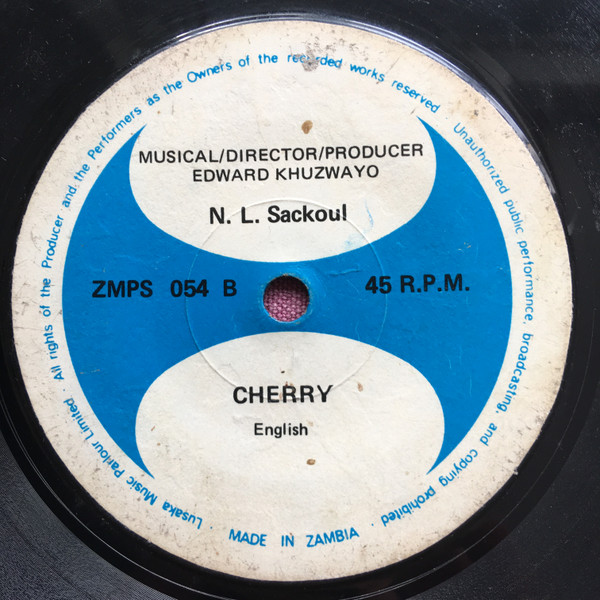 MUSICAL/DIRECTOR/PRODUCER
EDWARD KHUZWAYO
N. L. Sackoul
ZMPS 054 B
45 R.P.M.
CHERRY
English
Lusaka Music Parlour Limited All rights of the Producer and the Performers as the Owners of the recorded works reserved Unauthorized public performance, broadcasting, and copying prohibited ·
MADE IN ZAMBIA ·